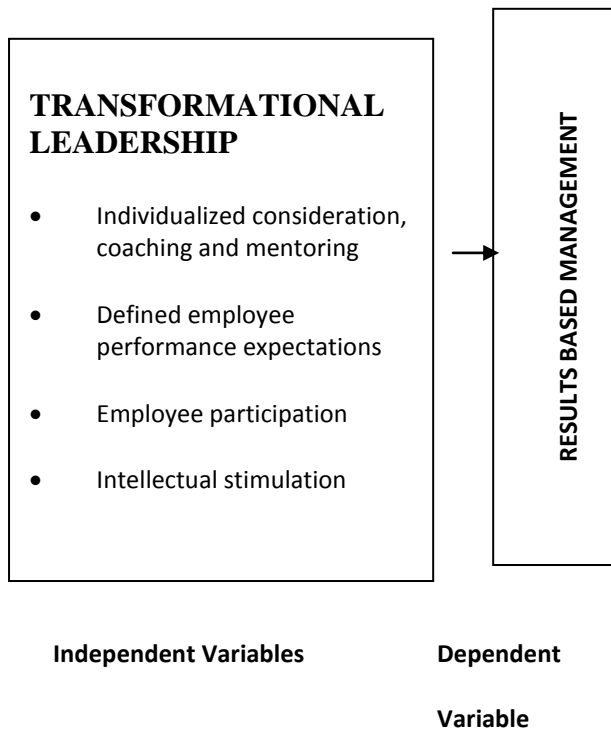 TRANSFORMATIONAL
LEADERSHIP
• Individualized consideration,
coaching and mentoring
• Defined employee
performance expectations
• Employee participation
• Intellectual stimulation
RESULTS BASED MANAGEMENT
Independent Variables
Dependent
Variable